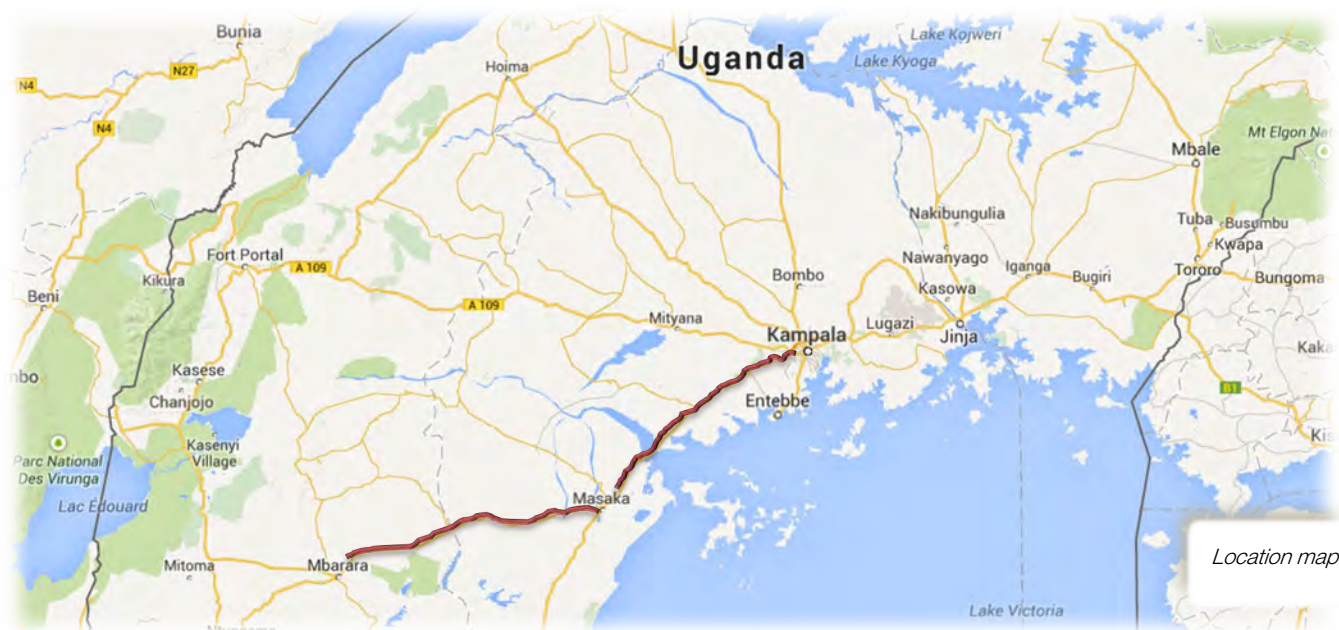 Bunia
Uganda
Lake Kojweri
Lake Kyoga
Hoima
N27
N4
N4
Mt Elgon Na
Mbale
Nakibungulia
Tuba
Busumbu
Kwapa
Fort Portal
A 109
Nawanyago
Iganga
Bugiri
Tororo
Bungoma
Kikura
Bombo
Kasowa
Beni
A 109
Mityana
Kampala
Lugazi
Jinja
Kaka
mbo
Kasese
Chanjojo
Entebbe
B1
Kasenyi
Village
Kis
Parc National
Des Virunga
Lac Édouard
Masaka
Mitoma
Mbarara
Location map
Lake Victoria